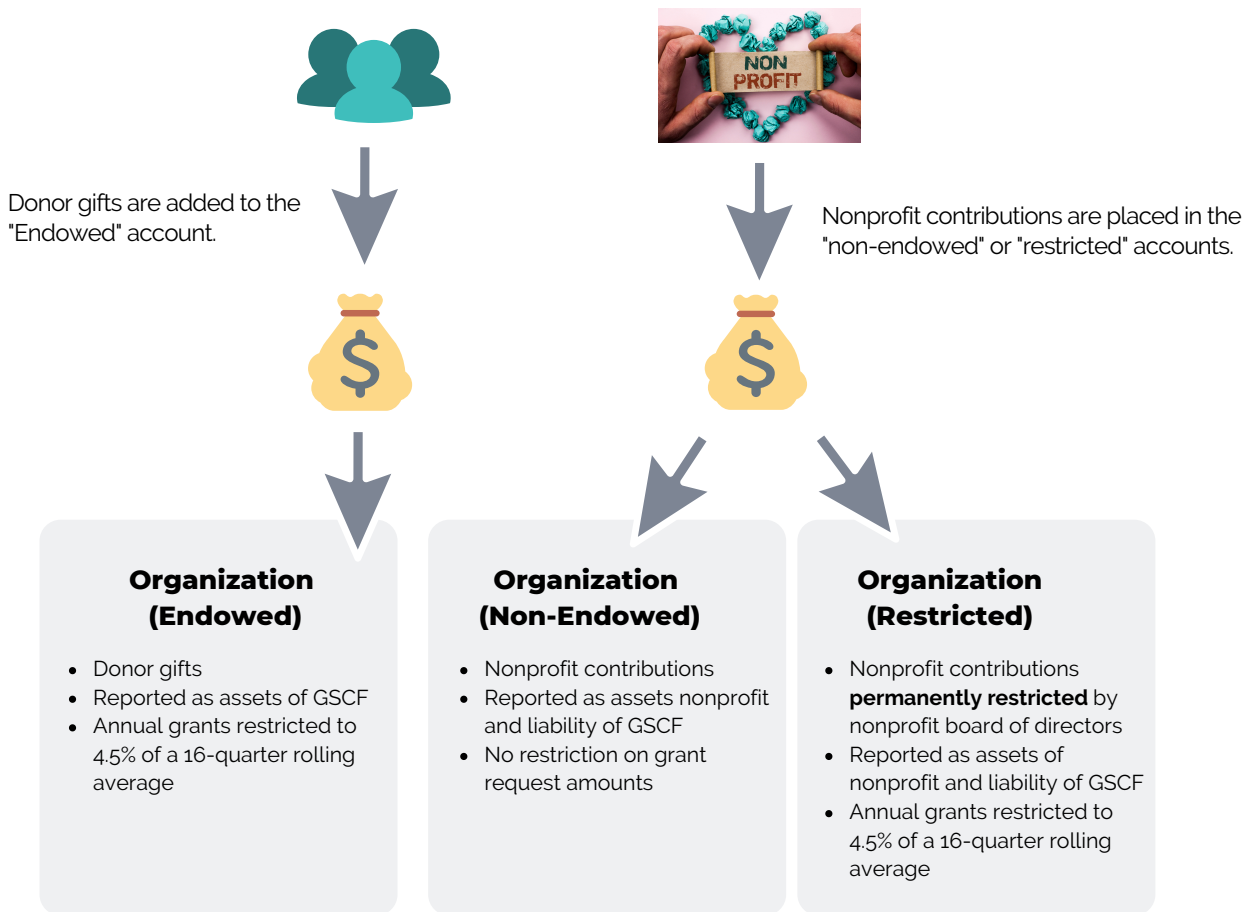 NON
PROFIT
Donor gifts are added to the
"Endowed" account.
Nonprofit contributions are placed in the
"non-endowed" or "restricted" accounts.
$
$
Organization
(Endowed)
• Donor gifts
• Reported as assets of GSCF
• Annual grants restricted to
4.5% of a 16-quarter rolling
average
Organization
(Non-Endowed)
• Nonprofit contributions
• Reported as assets nonprofit
and liability of GSCF
• No restriction on grant
request amounts
Organization
(Restricted)
• Nonprofit contributions
permanently restricted by
nonprofit board of directors
• Reported as assets of
nonprofit and liability of GSCF
• Annual grants restricted to
4.5% of a 16-quarter rolling
average